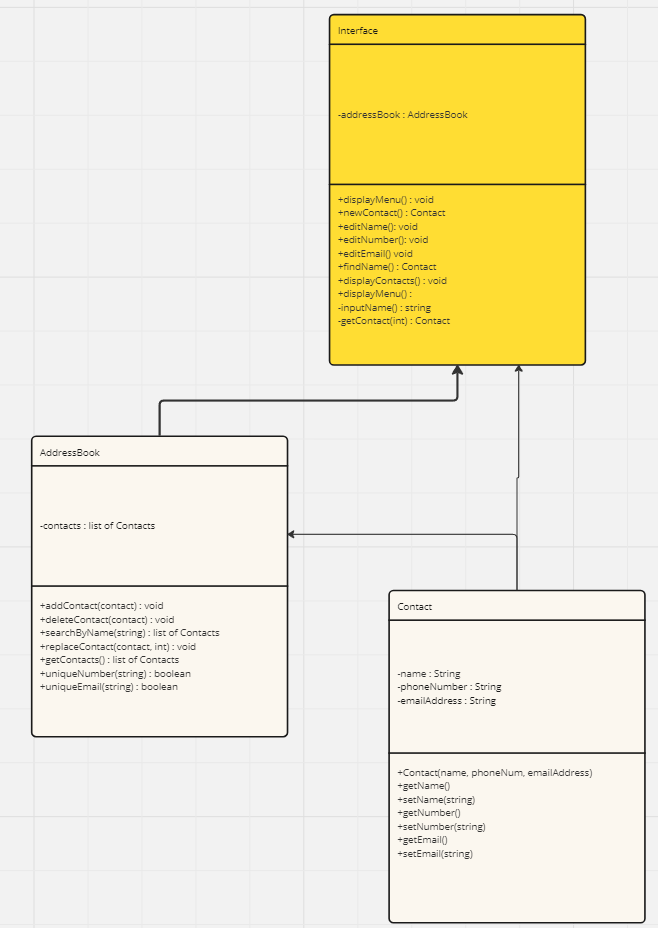 Interface
-addressBook : AddressBook
+displayMenu() : void
+newContact() : Contact
+editName(): void
+editNumber(): void
+editEmail() void
+findName() : Contact
+displayContacts() : void
+displayMenu() :
-inputName() : string
-getContact(int) : Contact
AddressBook
-contacts : list of Contacts
+addContact(contact) : void
+deleteContact(contact) : void
+searchByName(string) : list of Contacts
+replaceContact(contact, int) : void
+getContacts() : list of Contacts
+uniqueNumber(string) : boolean
+uniqueEmail(string) : boolean
Contact
-name : String
-phoneNumber : String
-emailAddress : String
+Contact(name, phoneNum, emailAddress)
+getName()
+setName(string)
+getNumber()
+setNumber(string)
+getEmail()
+setEmail(string)